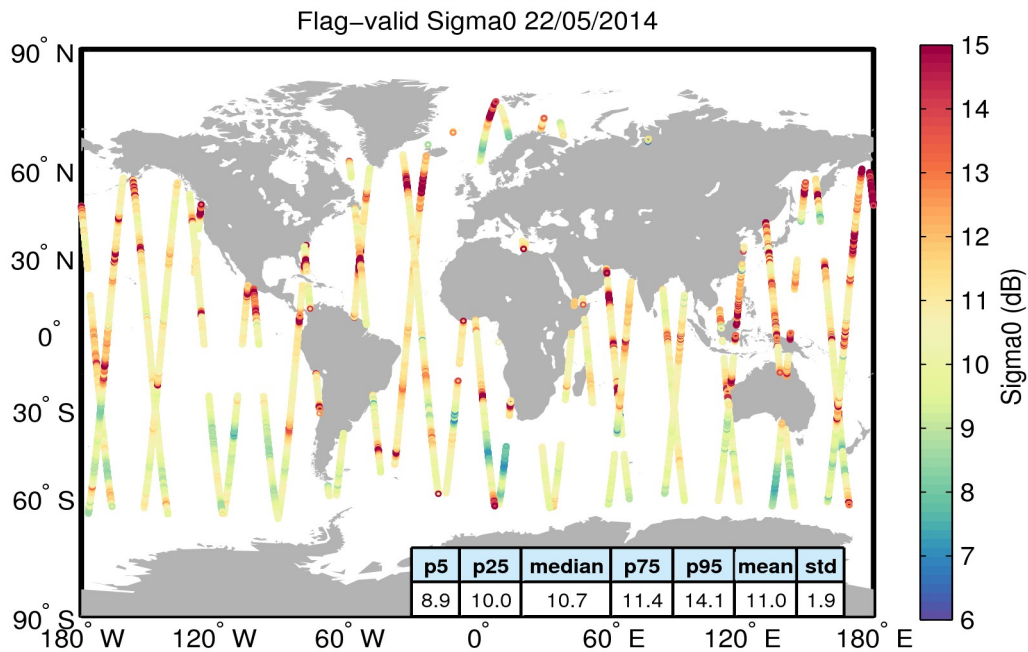 Flag−valid Sigma0 22/05/2014
90° N
60° N
30° N
0°
30° S
60° S
90° S
180° W
120° W
60° W
0°
60° E
120° E
180° E
p5 p25 median p75 p95 mean std
8.9 10.0 10.7 11.4 14.1 11.0 1.9
15
14
13
12
11
10
9
8
7
6
Sigma0 (dB)